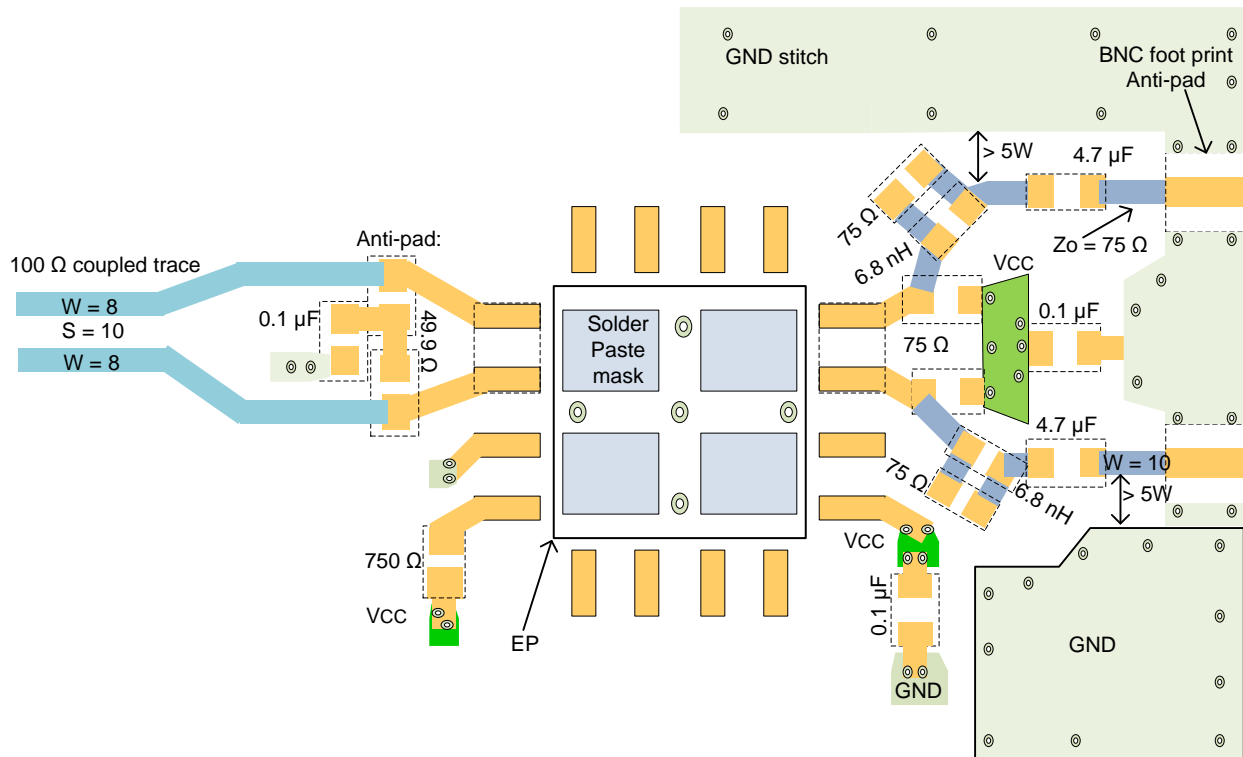 GND stitch
BNC foot print
Anti-pad
> 5W
4.7 µF
75 Ω
6.8 nH
Zo = 75 Ω
Anti-pad:
100 Ω coupled trace
W = 8
S = 10
W = 8
0.1 µF
49.9 Ω
Solder
Paste
mask
VCC
0.1 µF
75 Ω
4.7 µF
W = 10
75 Ω
6.8 nH
> 5W
750 Ω
VCC
EP
VCC
0.1 µF
GND
GND